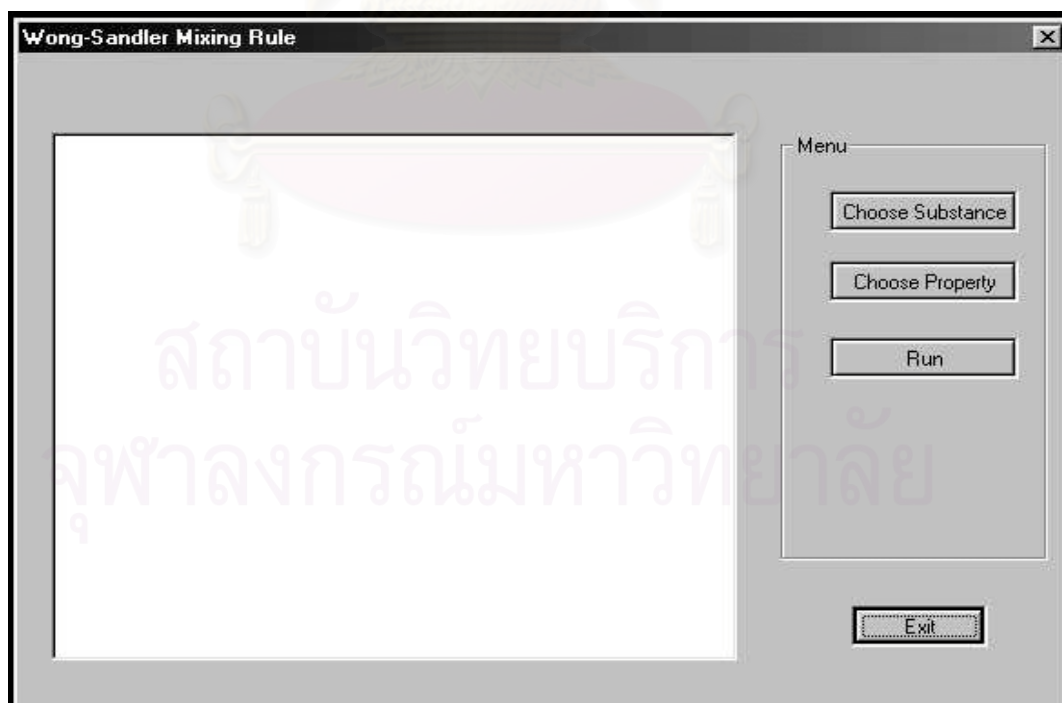 Wong-Sandler Mixing Rule
Menu
Choose Substance
Choose Property
Run
สถาบันวิทยบริการ
จุฬาลงกรณ์มหาวิทยาลัย
Exit